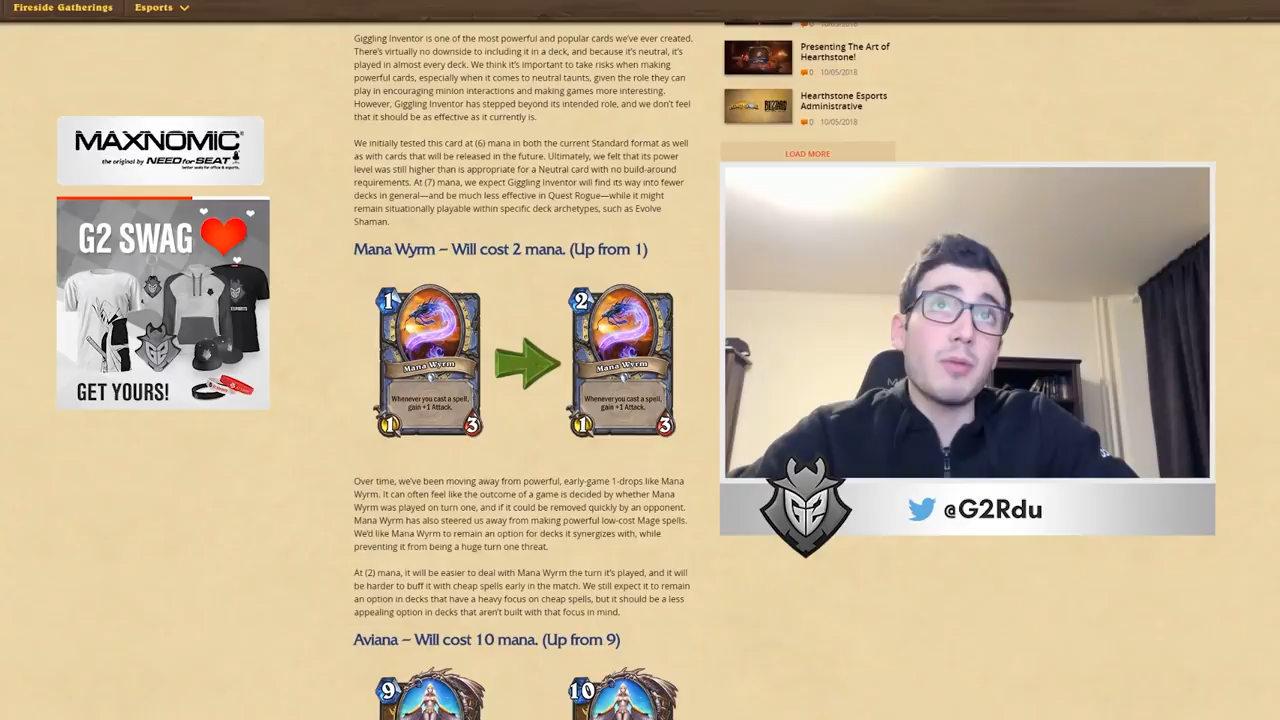 Fireside Gatherings
Esports
Giggling Inventor is one of the most powerful and popular cards we've ever created.
There's virtually no downside to including it in a deck, and because it's neutral, it's
played in almost every deck. We think it's important to take risks when making
powerful cards, especially when it comes to neutral taunts, given the role they can
play in encouraging minion interactions and making games more interesting.
However, Giggling Inventor has stepped beyond its intended role, and we don't feel
that it should be as effective as it currently is.
We initially tested this card at (6) mana in both the current Standard format as well
as with cards that will be released in the future. Ultimately, we felt that its power
level was still higher than is appropriate for a Neutral card with no build-around
requirements. At (7) mana, we expect Giggling Inventor will find its way into fewer
decks in general—and be much less effective in Quest Rogue—while it might
remain situationally playable within specific deck archetypes, such as Evolve
Shaman.
Mana Wyrm – Will cost 2 mana. (Up from 1)
1
Mana Wyrm
Whenever you cast a spell,
gain +1 Attack.
1
3
2
Mana Wyrm
Whenever you cast a spell,
gain +1 Attack.
1
3
Over time, we've been moving away from powerful, early-game 1-drops like Mana
Wyrm. It can often feel like the outcome of a game is decided by whether Mana
Wyrm was played on turn one, and if it could be removed quickly by an opponent.
Mana Wyrm has also steered us away from making powerful low-cost Mage spells.
We'd like Mana Wyrm to remain an option for decks it synergizes with, while
preventing it from being a huge turn one threat.
At (2) mana, it will be easier to deal with Mana Wyrm the turn it's played, and it will
be harder to buff it with cheap spells early in the match. We still expect it to remain
an option in decks that have a heavy focus on cheap spells, but it should be a less
appealing option in decks that aren't built with that focus in mind.
Aviana – Will cost 10 mana. (Up from 9)
9
10
MAXNOMIC®
the original by NEEDforSEAT
better seats for office & esports.
G2 SWAG
GET YOURS!
0 10/05/2018
Presenting The Art of
Hearthstone!
0 10/05/2018
Hearthstone Esports
Administrative
0 10/05/2018
LOAD MORE
G2
@G2Rdu